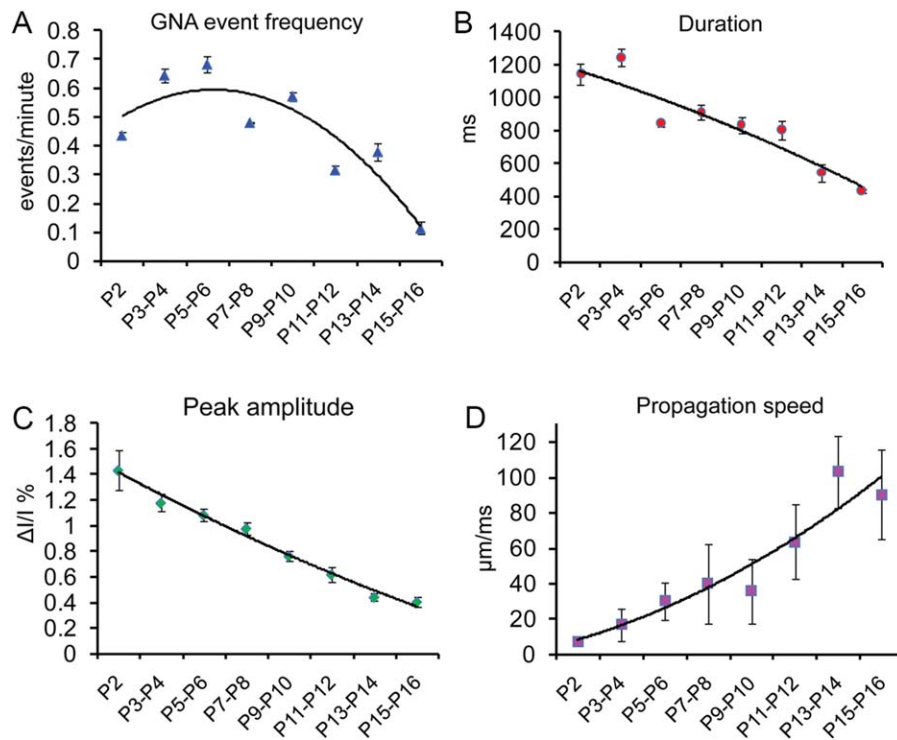 A GNA event frequency
events/minute
0.8
0.7
0.6
0.5
0.4
0.3
0.2
0.1
0
P2
P3-P4
P5-P6
P7-P8
P9-P10
P11-P12
P13-P14
P15-P16
B Duration
ms
1400
1200
1000
800
600
400
200
0
P2
P3-P4
P5-P6
P7-P8
P9-P10
P11-P12
P13-P14
P15-P16
C Peak amplitude
ΔI/I %
1.8
1.6
1.4
1.2
1
0.8
0.6
0.4
0.2
0
P2
P3-P4
P5-P6
P7-P8
P9-P10
P11-P12
P13-P14
P15-P16
D Propagation speed
µm/ms
120
100
80
60
40
20
0
P2
P3-P4
P5-P6
P7-P8
P9-P10
P11-P12
P13-P14
P15-P16